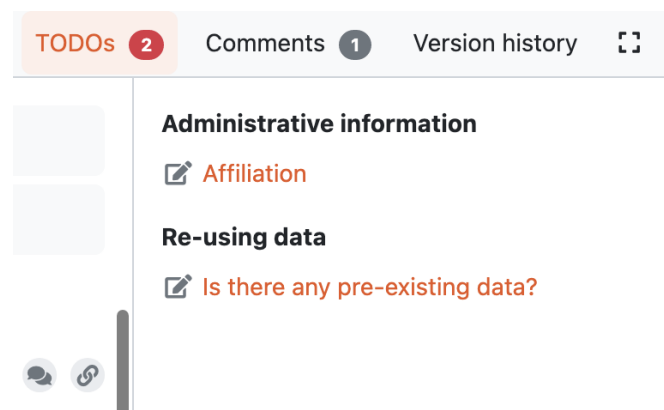 TODOs 2 Comments 1 Version history
Administrative information
Affiliation
Re-using data
Is there any pre-existing data?